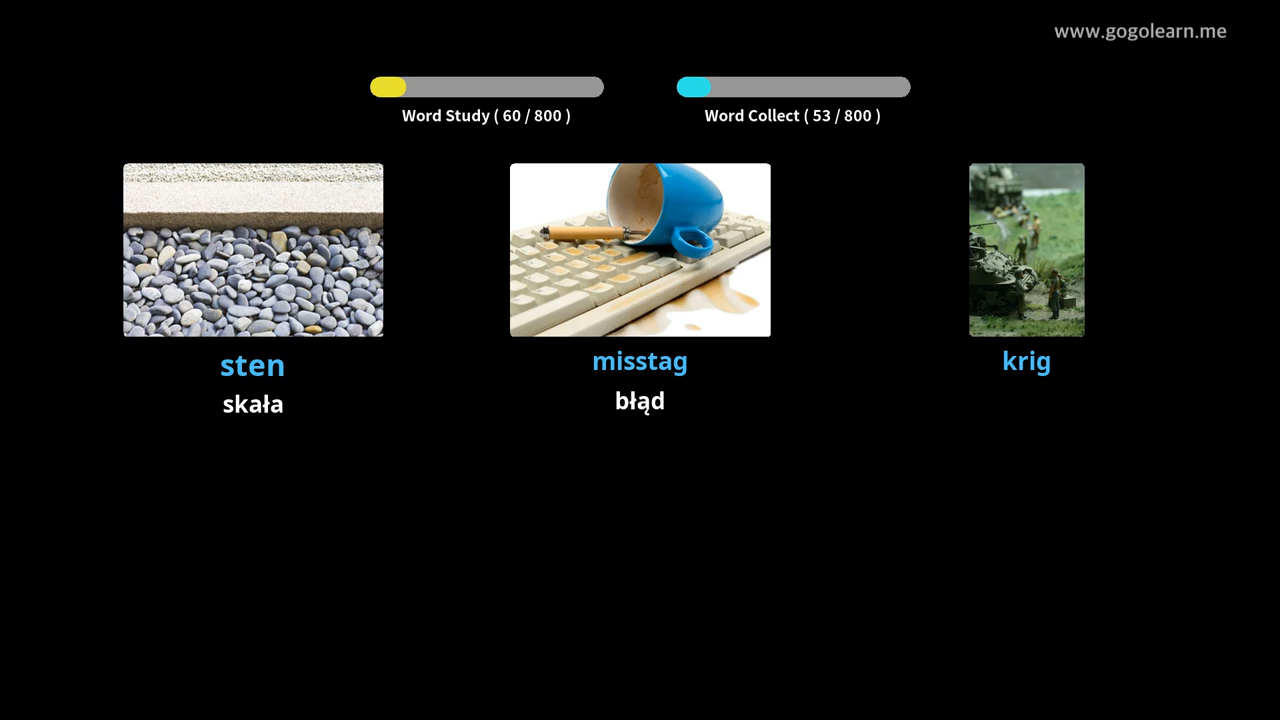 www.gogolearn.me
Word Study ( 60 / 800 )
Word Collect ( 53 / 800 )
sten
skała
misstag
błąd
krig